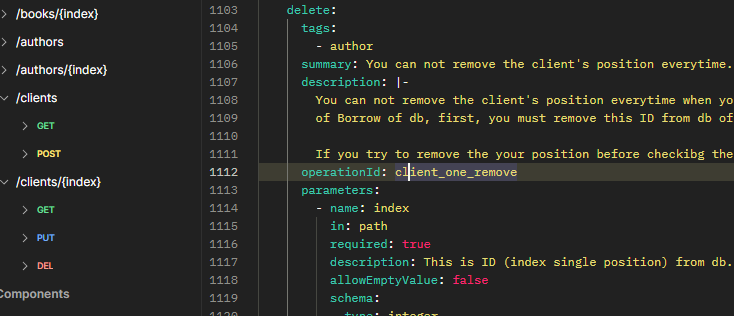 /books/{index}
/authors
/authors/{index}
/clients
GET
POST
/clients/{index}
GET
PUT
DEL
Components
1103 delete:
1104 tags:
1105 - author
1106 summary: You can not remove the client's position everytime.
1107 description: |-
1108 You can not remove the client's position everytime when yo
1109 of Borrow of db, first, you must remove this ID from db of
1110
1111 If you try to remove the your position before checkibg the
1112 operationId: client_one_remove
1113 parameters:
1114 - name: index
1115 in: path
1116 required: true
1117 description: This is ID (index single position) from db.
1118 allowEmptyValue: false
1119 schema:
1120 type: integer